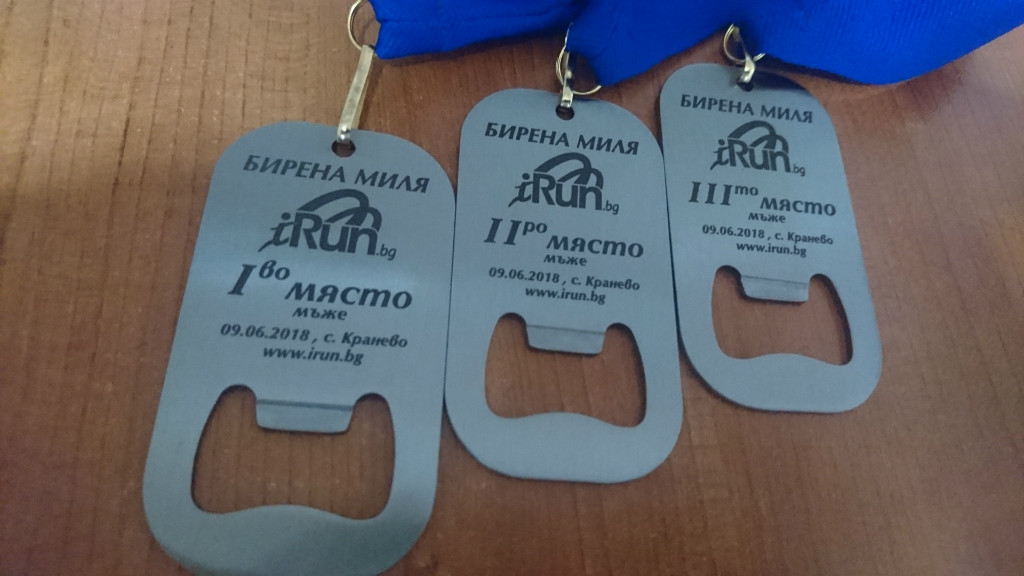 БИРЕНА МИЛЯ
iRun.bg
Iво място
мъже
09.06.2018, с. Кранево
www.irun.bg
БИРЕНА МИЛЯ
iRun.bg
IIро място
мъже
09.06.2018, с. Кранево
www.irun.bg
БИРЕНА МИЛЯ
iRun.bg
IIIто място
мъже
09.06.2018, с. Кранево
www.irun.bg